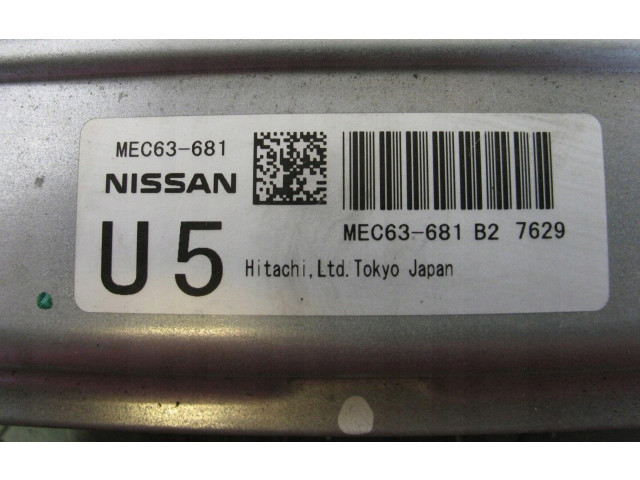 MEC63-681
NISSAN
U5
MEC63-681 B2 7629
Hitachi,Ltd.Tokyo Japan